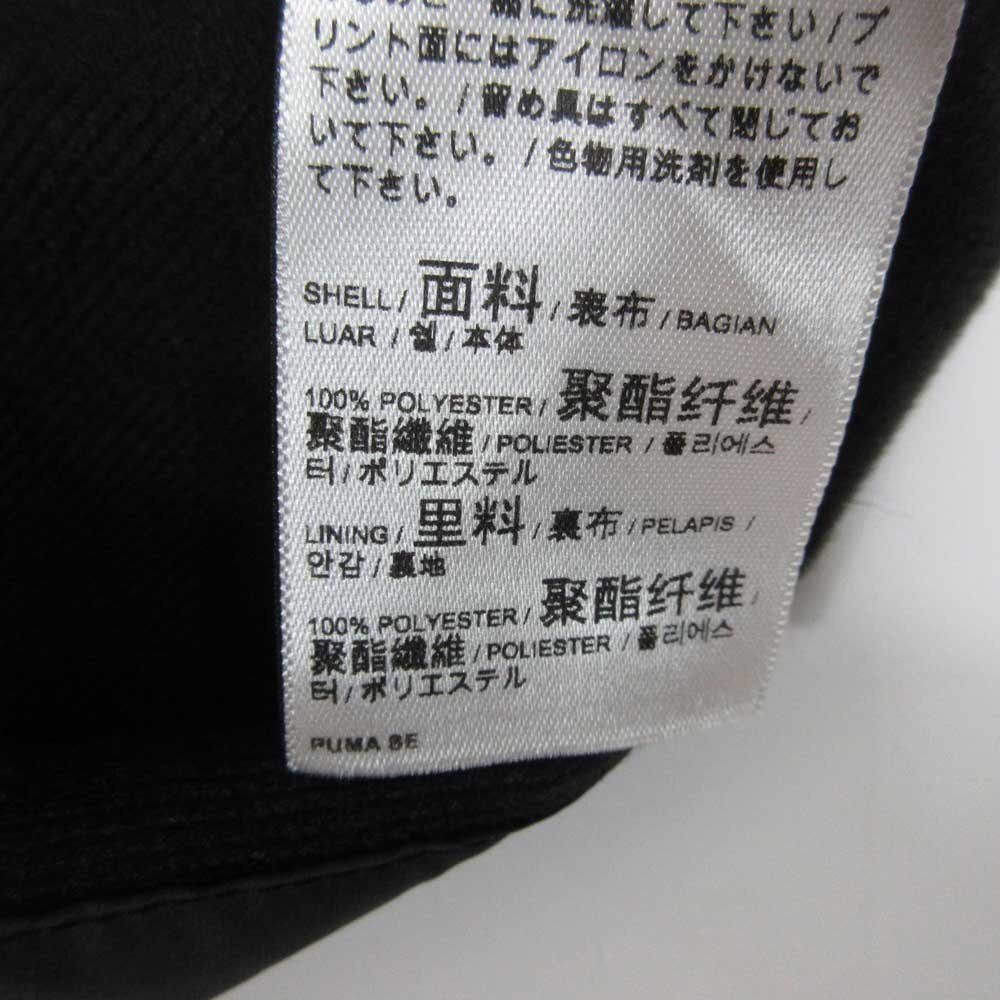 一緒に洗濯して下さい/プ
リント面にはアイロンをかけないで
下さい。/留め具はすべて閉じてお
いて下さい。/色物用洗剤を使用し
て下さい。
SHELL / 面料 / 表布 / BAGIAN
LUAR / 쉘 / 本体
100% POLYESTER / 聚酯纤维 /
聚酯纖維 / POLIESTER / 폴리에스
터 / ポリエステル
LINING / 里料 / 裏布 / PELAPIS /
안감 / 裏地
100% POLYESTER / 聚酯纤维 /
聚酯纖維 / POLIESTER / 폴리에스
터 / ポリエステル
PUMA SE